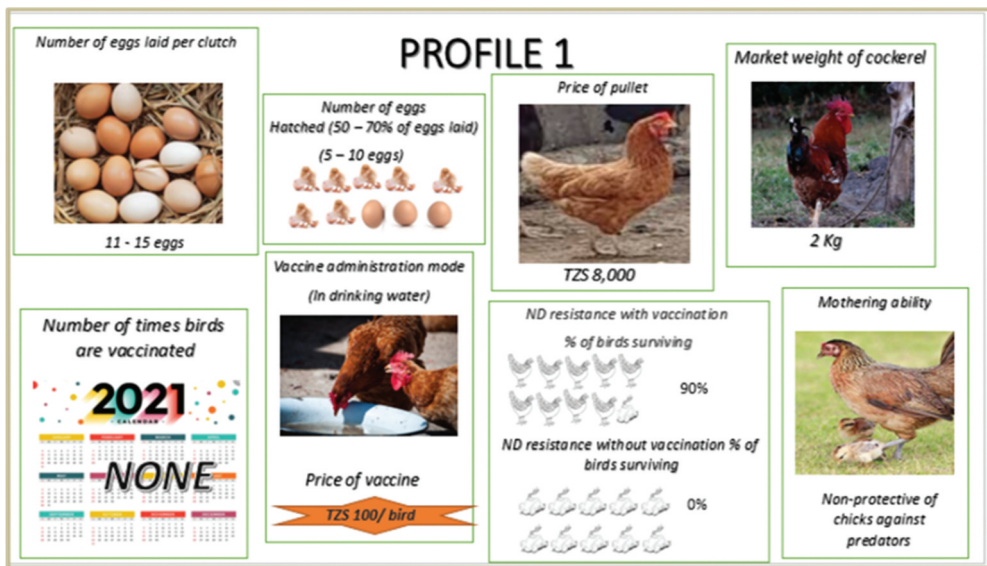 PROFILE 1
Number of eggs laid per clutch
11 - 15 eggs
Number of eggs
Hatched (50 – 70% of eggs laid)
(5 – 10 eggs)
Price of pullet
TZS 8,000
Market weight of cockerel
2 Kg
Number of times birds
are vaccinated
2021
CALENDAR
NONE
Vaccine administration mode
(In drinking water)
Price of vaccine
TZS 100/ bird
ND resistance with vaccination
% of birds surviving
90%
ND resistance without vaccination % of
birds surviving
0%
Mothering ability
Non-protective of
chicks against
predators